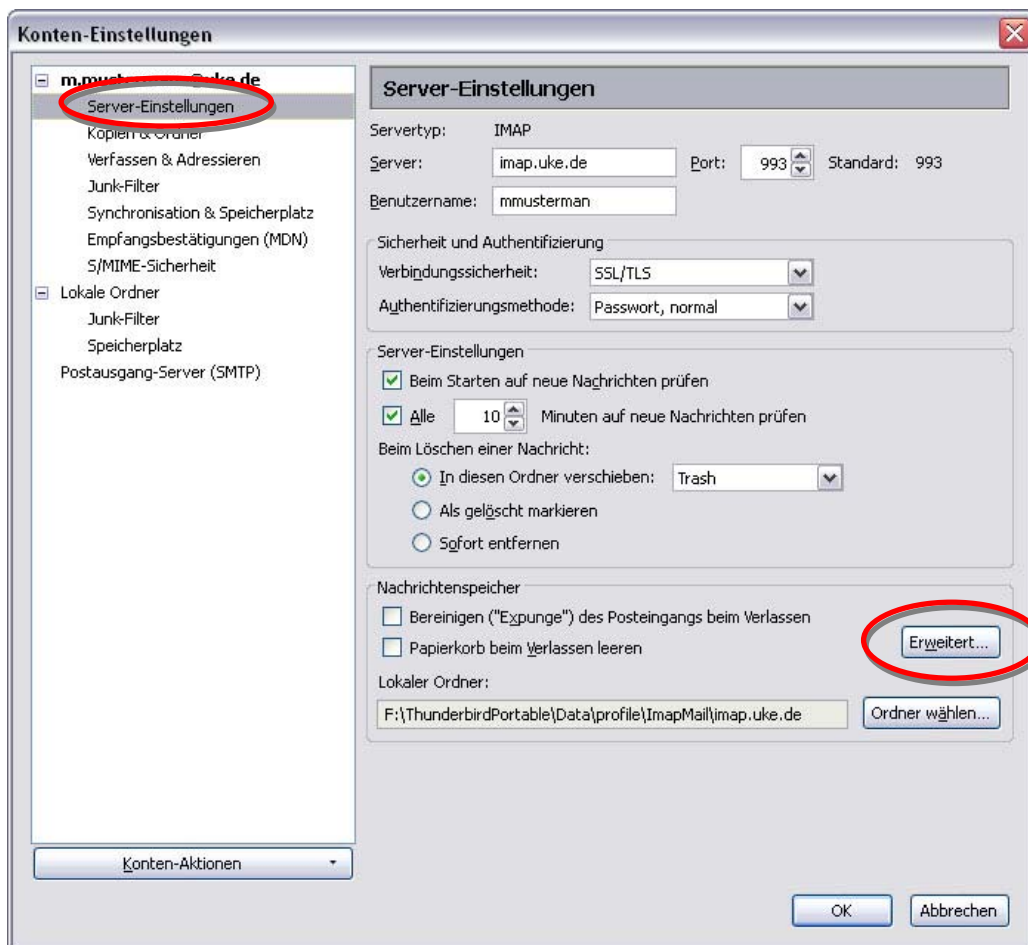 Konten-Einstellungen
Server-Einstellungen
Kopien & Ordner
Verfassen & Adressieren
Junk-Filter
Synchronisation & Speicherplatz
Empfangsbestätigungen (MDN)
S/MIME-Sicherheit
Lokale Ordner
Junk-Filter
Speicherplatz
Postausgang-Server (SMTP)
Konten-Aktionen
Server-Einstellungen
Servertyp: IMAP
Server: imap.uke.de Port: 993 Standard: 993
Benutzername: mmusterman
Sicherheit und Authentifizierung
Verbindungssicherheit: SSL/TLS
Authentifizierungsmethode: Passwort, normal
Server-Einstellungen
Beim Starten auf neue Nachrichten prüfen
Alle 10 Minuten auf neue Nachrichten prüfen
Beim Löschen einer Nachricht:
In diesen Ordner verschieben: Trash
Als gelöscht markieren
Sofort entfernen
Nachrichtenspeicher
Bereinigen ("Expunge") des Posteingangs beim Verlassen
Papierkorb beim Verlassen leeren
Erweitert...
Lokaler Ordner:
F:\ThunderbirdPortable\Data\profile\ImapMail\imap.uke.de Ordner wählen...
OK Abbrechen